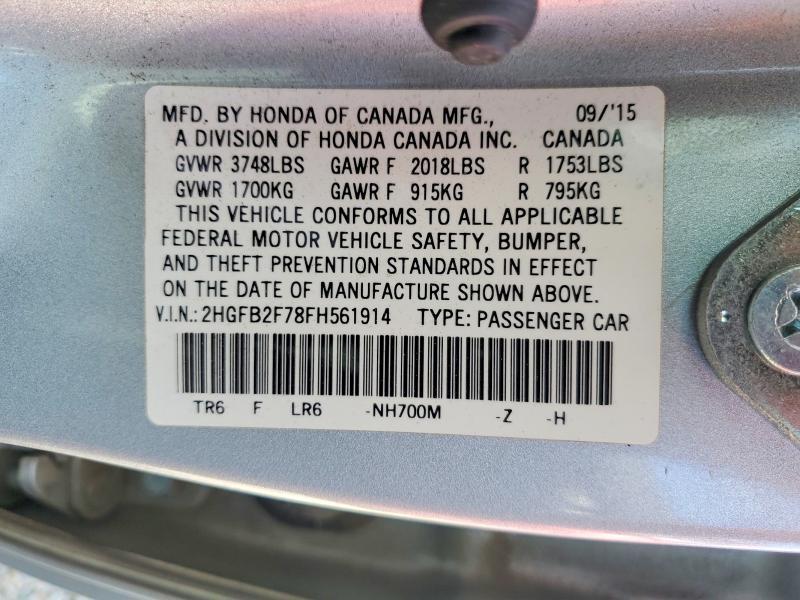 MFD. BY HONDA OF CANADA MFG., 09/'15
A DIVISION OF HONDA CANADA INC. CANADA
GVWR 3748LBS GAWR F 2018LBS R 1753LBS
GVWR 1700KG GAWR F 915KG R 795KG
THIS VEHICLE CONFORMS TO ALL APPLICABLE
FEDERAL MOTOR VEHICLE SAFETY, BUMPER,
AND THEFT PREVENTION STANDARDS IN EFFECT
ON THE DATE OF MANUFACTURE SHOWN ABOVE.
V.I.N.: 2HGFB2F78FH561914 TYPE: PASSENGER CAR
TR6 F LR6 -NH700M -Z -H